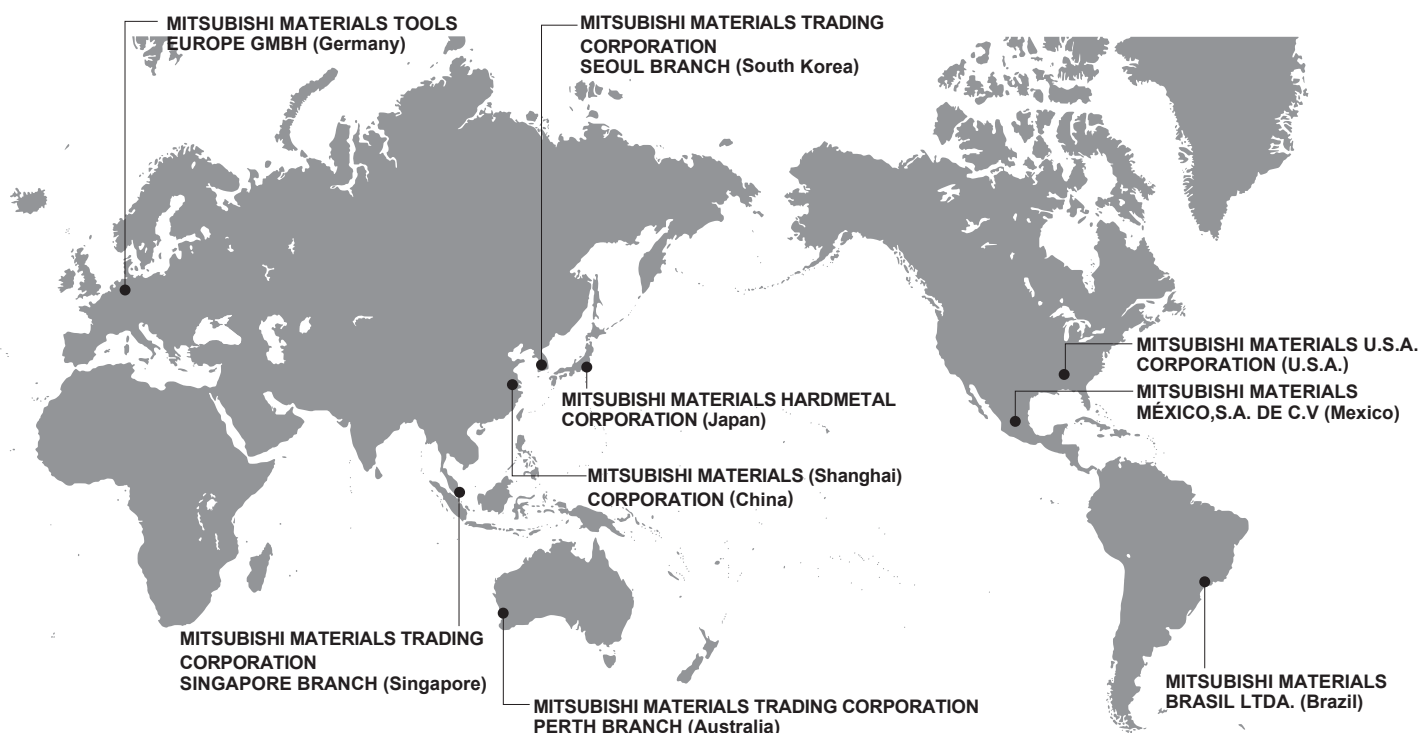 MITSUBISHI MATERIALS TOOLS
EUROPE GMBH (Germany)
MITSUBISHI MATERIALS TRADING
CORPORATION
SEOUL BRANCH (South Korea)
MITSUBISHI MATERIALS U.S.A.
CORPORATION (U.S.A.)
MITSUBISHI MATERIALS
MÉXICO,S.A. DE C.V (Mexico)
MITSUBISHI MATERIALS HARDMETAL
CORPORATION (Japan)
MITSUBISHI MATERIALS (Shanghai)
CORPORATION (China)
MITSUBISHI MATERIALS TRADING
CORPORATION
SINGAPORE BRANCH (Singapore)
MITSUBISHI MATERIALS TRADING CORPORATION
PERTH BRANCH (Australia)
MITSUBISHI MATERIALS
BRASIL LTDA. (Brazil)